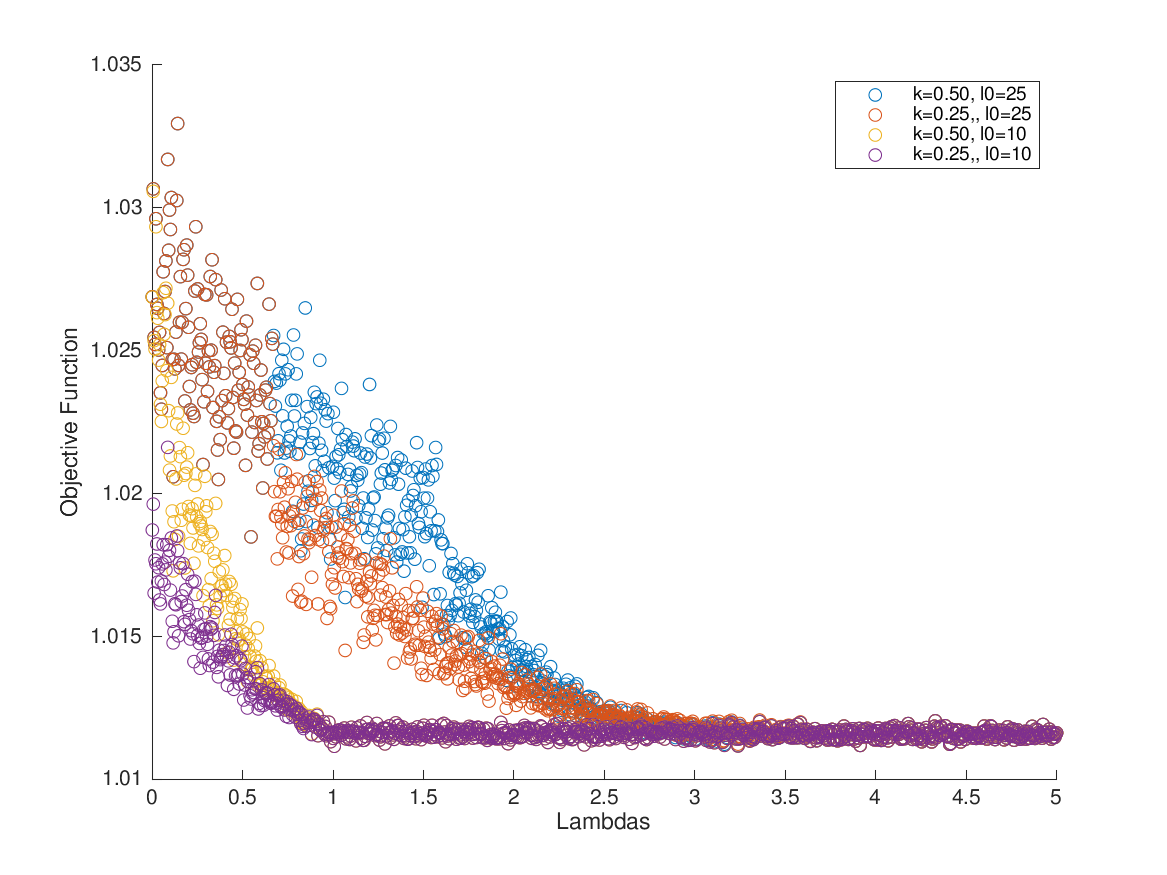 1.035
1.03
1.025
1.02
1.015
1.01
Objective Function
0 0.5 1 1.5 2 2.5 3 3.5 4 4.5 5
Lambdas
k=0.50, l0=25
k=0.25,, l0=25
k=0.50, l0=10
k=0.25,, l0=10